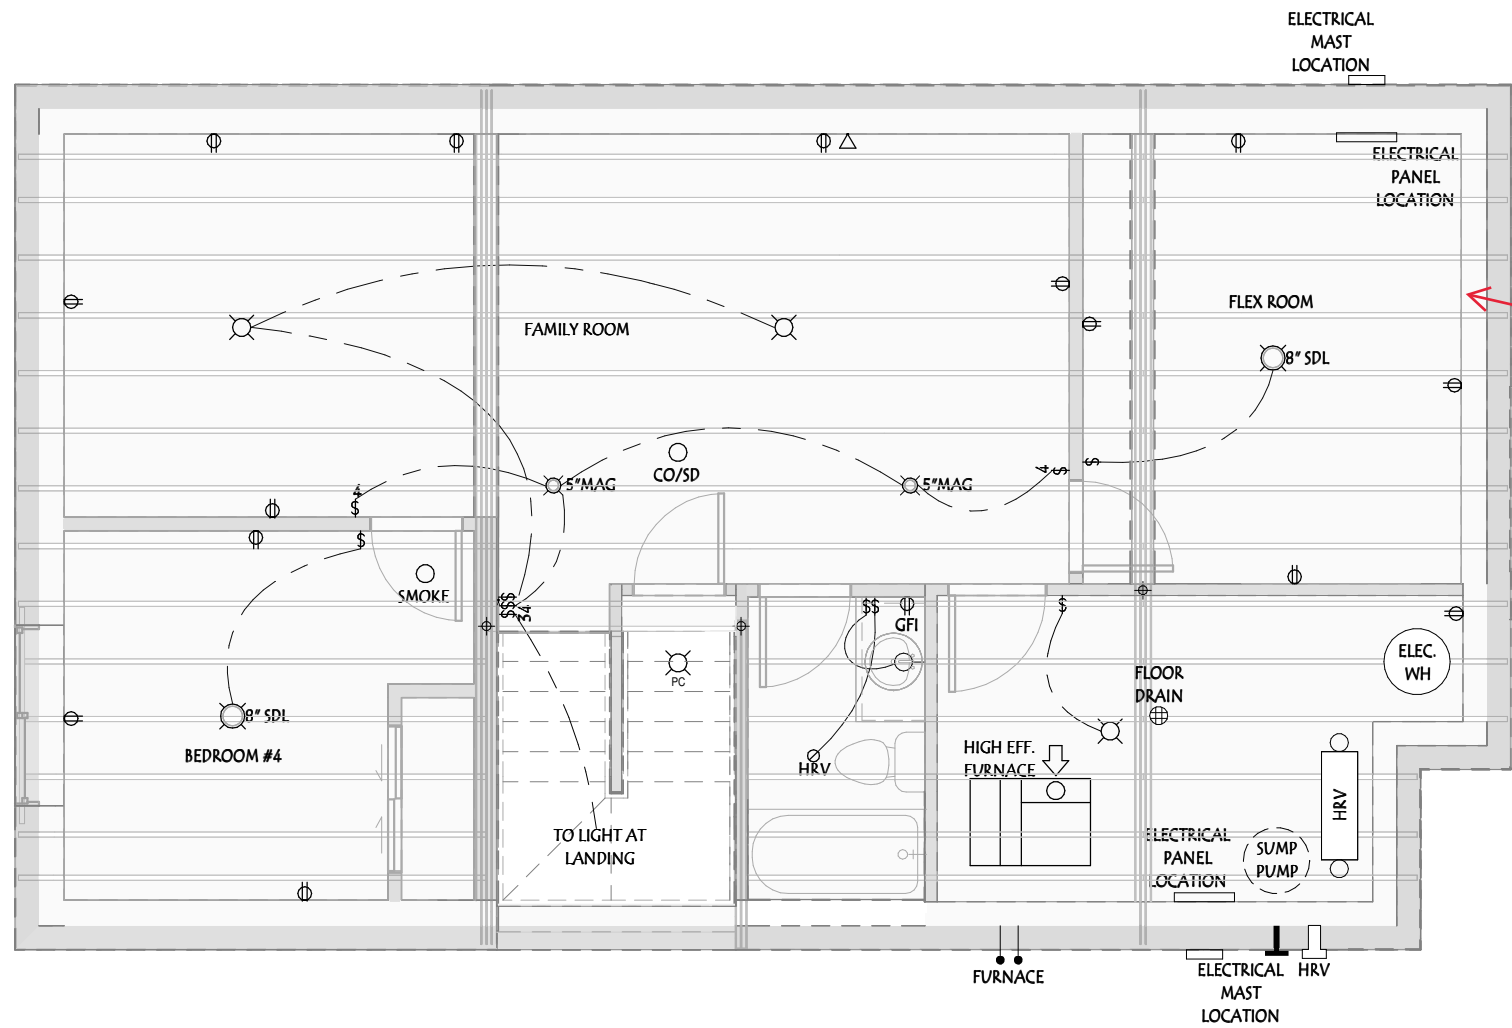 ELECTRICAL
MAST
LOCATION
ELECTRICAL
PANEL
LOCATION
FLEX ROOM
FAMILY ROOM
8" SDL
4
$
$
CO/SD
5"MAG
5"MAG
4
$
$
SMOKE
$$$
34
$$
GFI
$
PC
ELEC.
WH
FLOOR
DRAIN
8" SDL
BEDROOM #4
HRV
HIGH EFF.
FURNACE
HRV
TO LIGHT AT
LANDING
ELECTRICAL
PANEL
LOCATION
SUMP
PUMP
FURNACE
ELECTRICAL
MAST
LOCATION
HRV